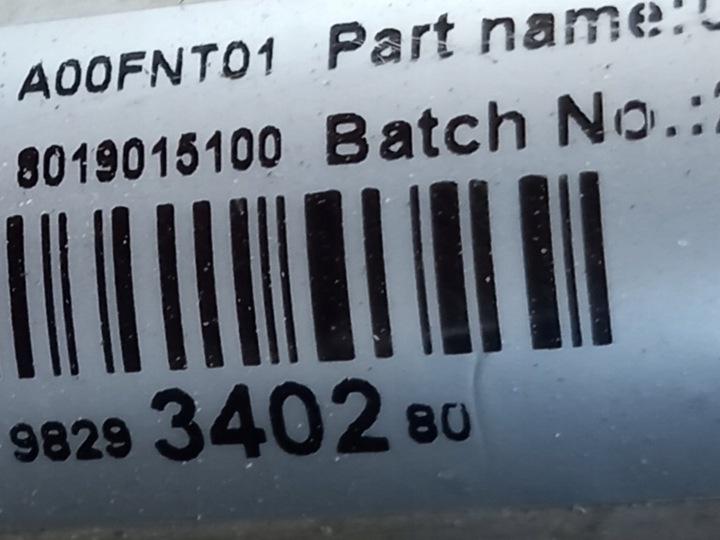 A00FNT01 Part name:
8019015100 Batch No.:
9829 3402 80